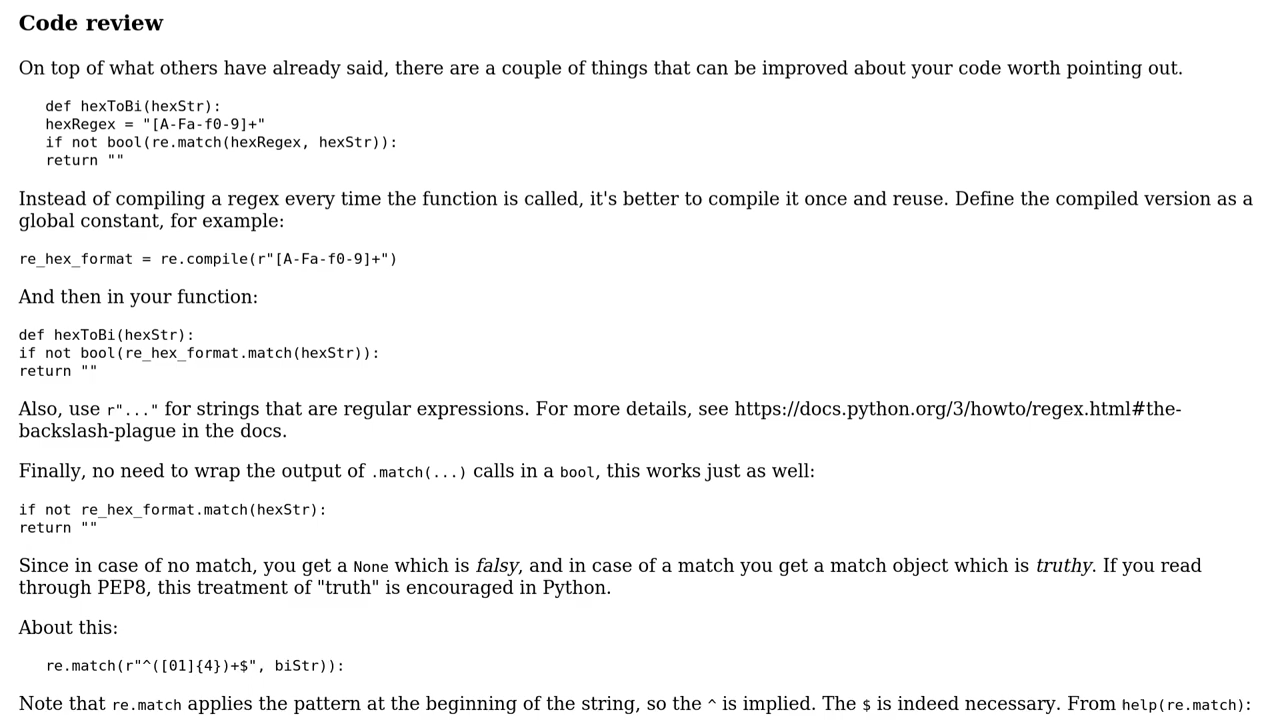 Code review
On top of what others have already said, there are a couple of things that can be improved about your code worth pointing out.
def hexToBi(hexStr):
hexRegex = "[A-Fa-f0-9]+"
if not bool(re.match(hexRegex, hexStr)):
return ""
Instead of compiling a regex every time the function is called, it's better to compile it once and reuse. Define the compiled version as a
global constant, for example:
re_hex_format = re.compile(r"[A-Fa-f0-9]+")
And then in your function:
def hexToBi(hexStr):
if not bool(re_hex_format.match(hexStr)):
return ""
Also, use r"..." for strings that are regular expressions. For more details, see https://docs.python.org/3/howto/regex.html#the-
backslash-plague in the docs.
Finally, no need to wrap the output of .match(...) calls in a bool, this works just as well:
if not re_hex_format.match(hexStr):
return ""
Since in case of no match, you get a None which is falsy, and in case of a match you get a match object which is truthy. If you read
through PEP8, this treatment of "truth" is encouraged in Python.
About this:
re.match(r"^([01]{4})+$", biStr)):
Note that re.match applies the pattern at the beginning of the string, so the ^ is implied. The $ is indeed necessary. From help(re.match):